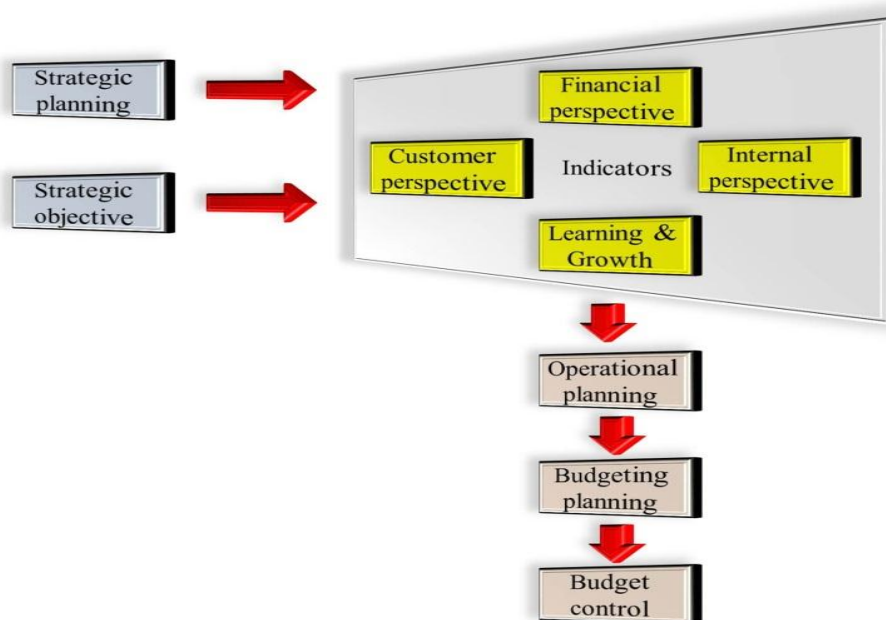 Strategic
planning
Strategic
objective
Financial
perspective
Customer
perspective
Indicators
Internal
perspective
Learning &
Growth
Operational
planning
Budgeting
planning
Budget
control